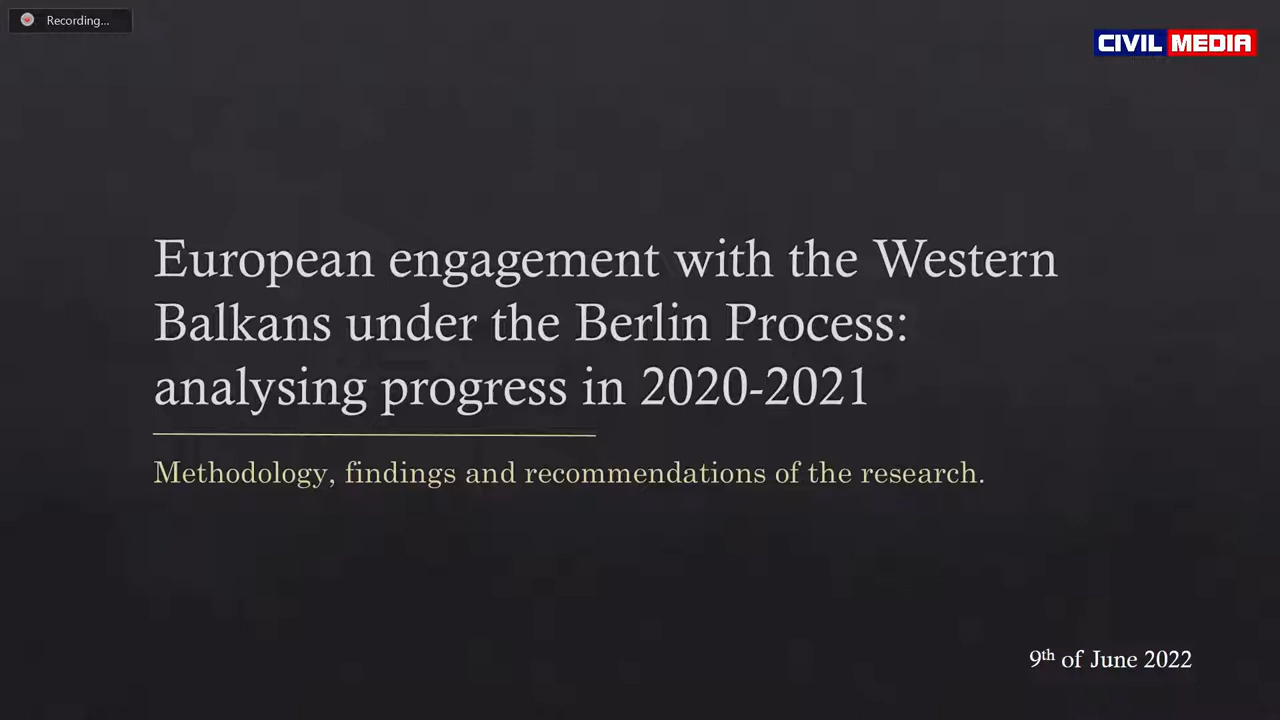 Recording...
CIVIL MEDIA
European engagement with the Western
Balkans under the Berlin Process:
analysing progress in 2020-2021
Methodology, findings and recommendations of the research.
9th of June 2022